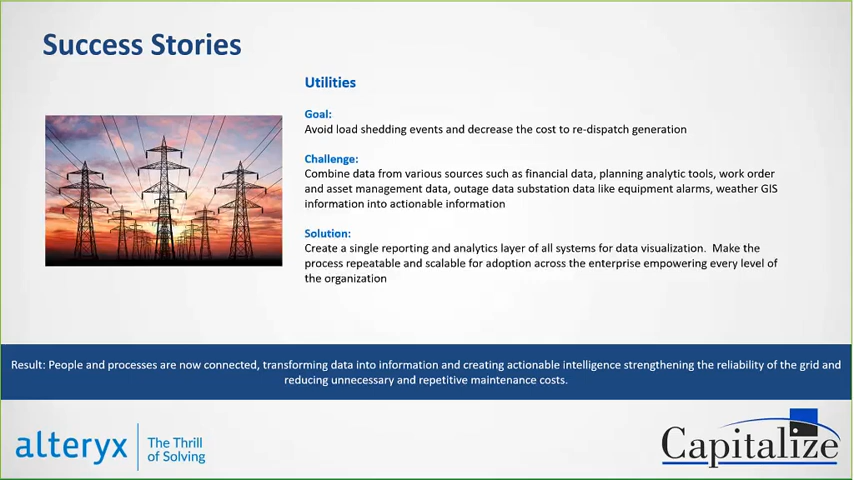 Success Stories
Utilities
Goal:
Avoid load shedding events and decrease the cost to re-dispatch generation
Challenge:
Combine data from various sources such as financial data, planning analytic tools, work order
and asset management data, outage data substation data like equipment alarms, weather GIS
information into actionable information
Solution:
Create a single reporting and analytics layer of all systems for data visualization.  Make the
process repeatable and scalable for adoption across the enterprise empowering every level of
the organization
Result: People and processes are now connected, transforming data into information and creating actionable intelligence strengthening the reliability of the grid and
reducing unnecessary and repetitive maintenance costs.
alteryx
The Thrill
of Solving
Capitalize